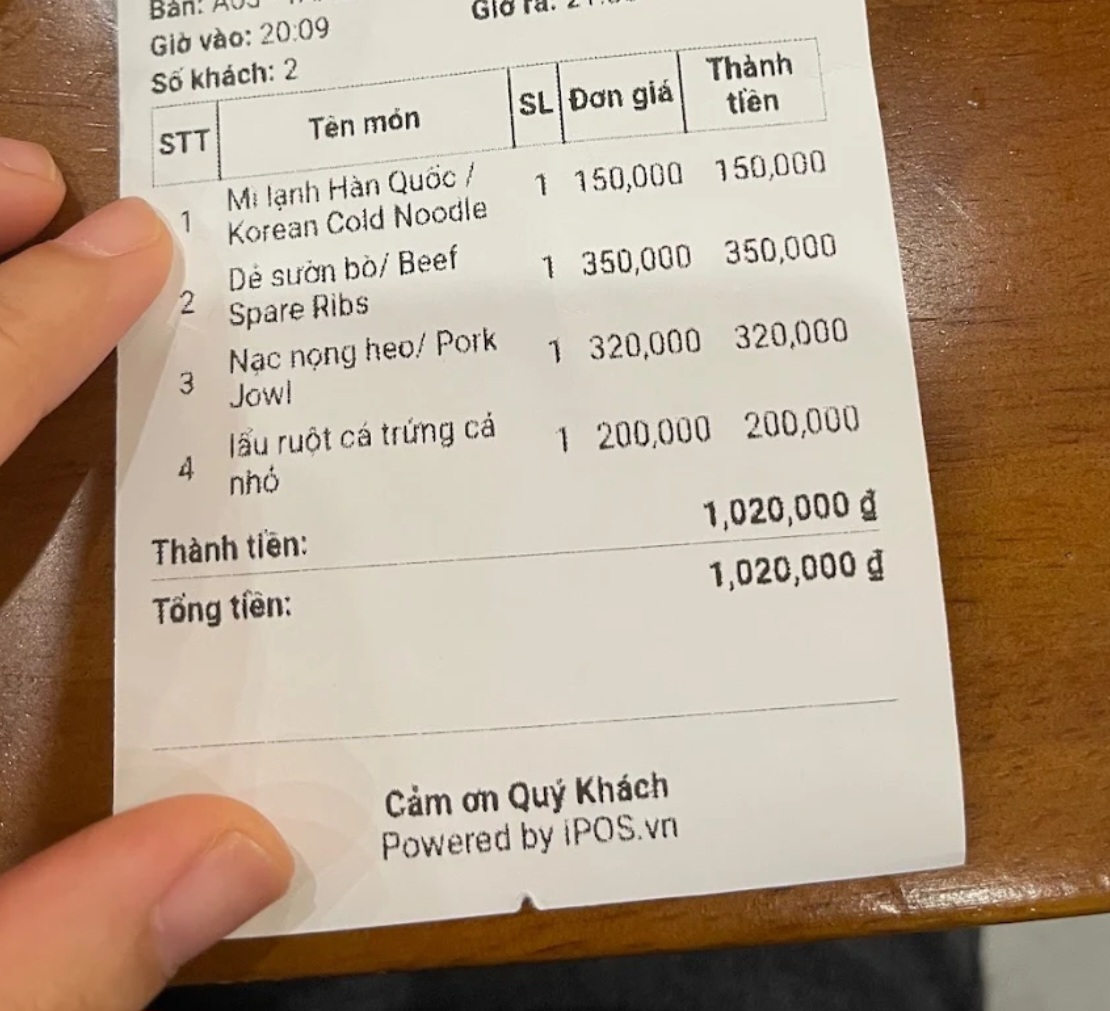 Bàn:
Giờ vào: 20:09
Giờ ra:
Số khách: 2
STT Tên món SL Đơn giá Thành tiền
1 Mì lạnh Hàn Quốc / Korean Cold Noodle 1 150,000 150,000
2 Dẻ sườn bò/ Beef Spare Ribs 1 350,000 350,000
3 Nạc nọng heo/ Pork Jowl 1 320,000 320,000
4 lẩu ruột cá trứng cá nhỏ 1 200,000 200,000
Thành tiền: 1,020,000 ₫
Tổng tiền: 1,020,000 ₫
Cảm ơn Quý Khách
Powered by iPOS.vn